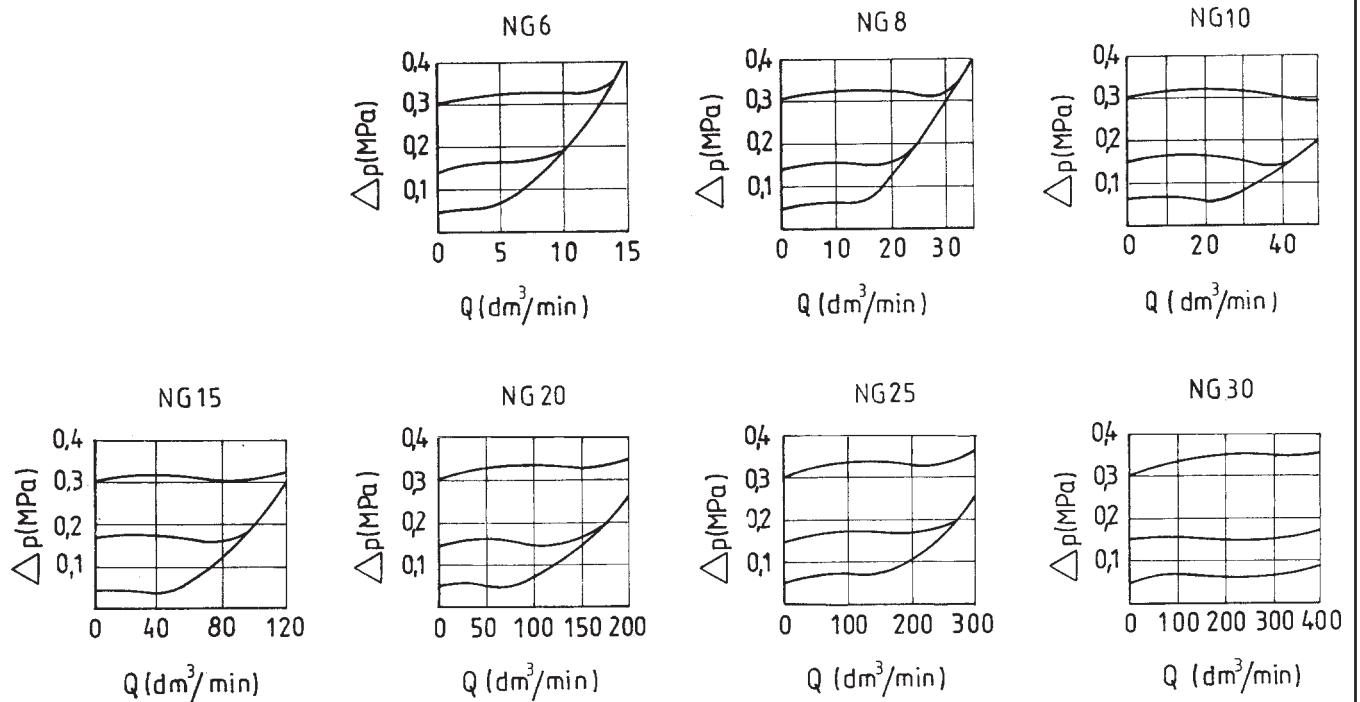 NG6
0,4
0,3
0,2
0,1
0 5 10 15
△p(MPa)
Q(dm³/min)
NG8
0,4
0,3
0,2
0,1
0 10 20 30
△p(MPa)
Q(dm³/min)
NG10
0,4
0,3
0,2
0,1
0 20 40
△p(MPa)
Q(dm³/min)
NG15
0,4
0,3
0,2
0,1
0 40 80 120
△p(MPa)
Q(dm³/min)
NG20
0,4
0,3
0,2
0,1
0 50 100 150 200
△p(MPa)
Q(dm³/min)
NG25
0,4
0,3
0,2
0,1
0 100 200 300
△p(MPa)
Q(dm³/min)
NG30
0,4
0,3
0,2
0,1
0 100 200 300 400
△p(MPa)
Q(dm³/min)